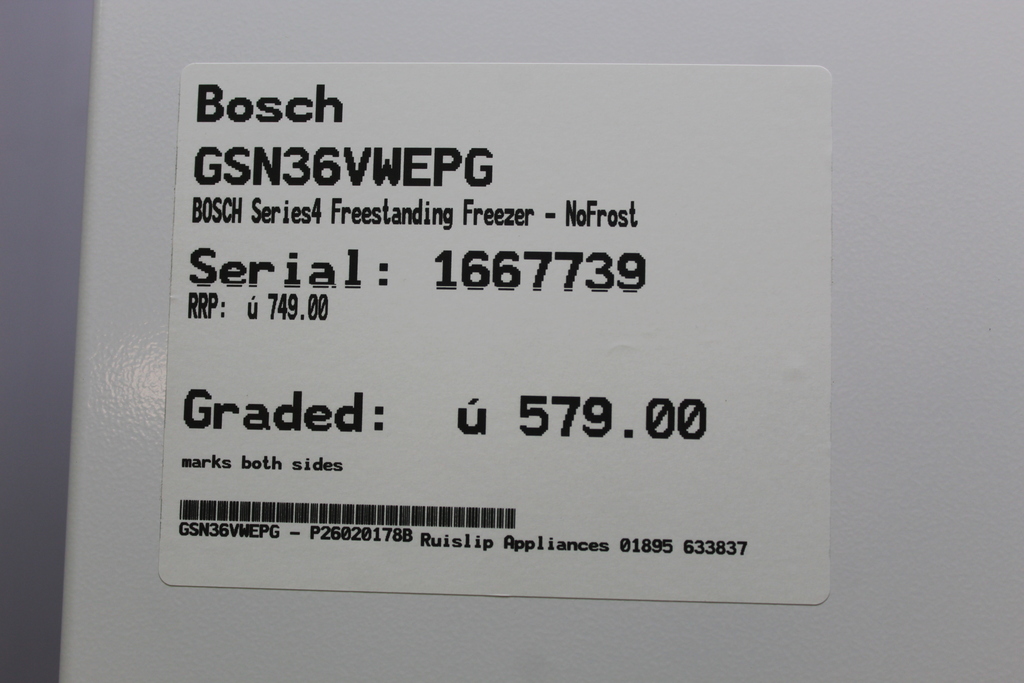 Bosch
GSN36VWEPG
BOSCH Series4 Freestanding Freezer - NoFrost
Serial: 1667739
RRP: ú 749.00
Graded: ú 579.00
marks both sides
GSN36VWEPG - P26020178B Ruislip Appliances 01895 633837